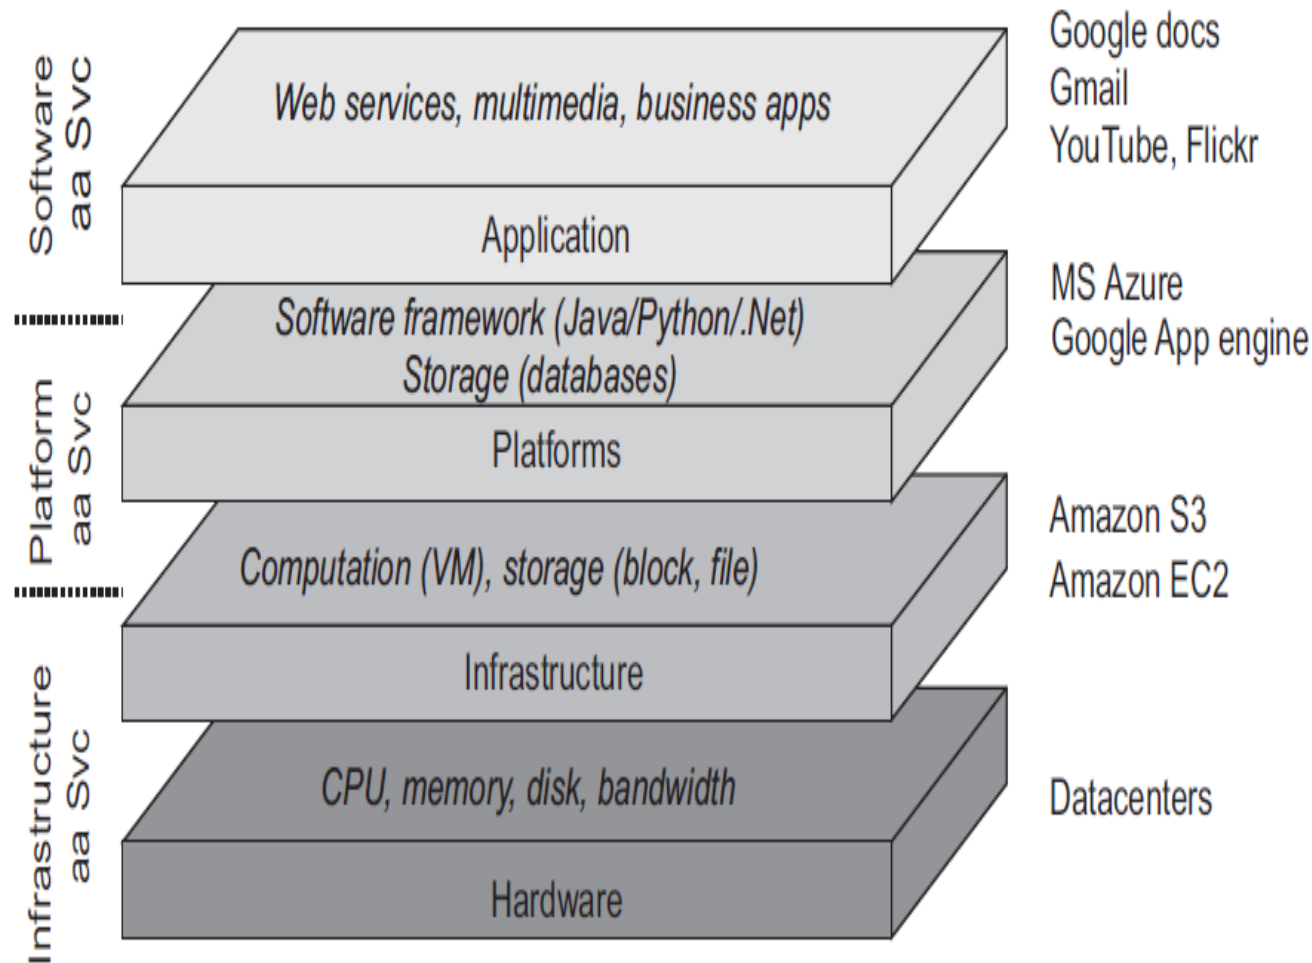 Software
aa Svc
Web services, multimedia, business apps
Application
Google docs
Gmail
YouTube, Flickr
Platform
aa Svc
Software framework (Java/Python/.Net)
Storage (databases)
Platforms
MS Azure
Google App engine
Infrastructure
aa Svc
Computation (VM), storage (block, file)
Infrastructure
Amazon S3
Amazon EC2
CPU, memory, disk, bandwidth
Hardware
Datacenters